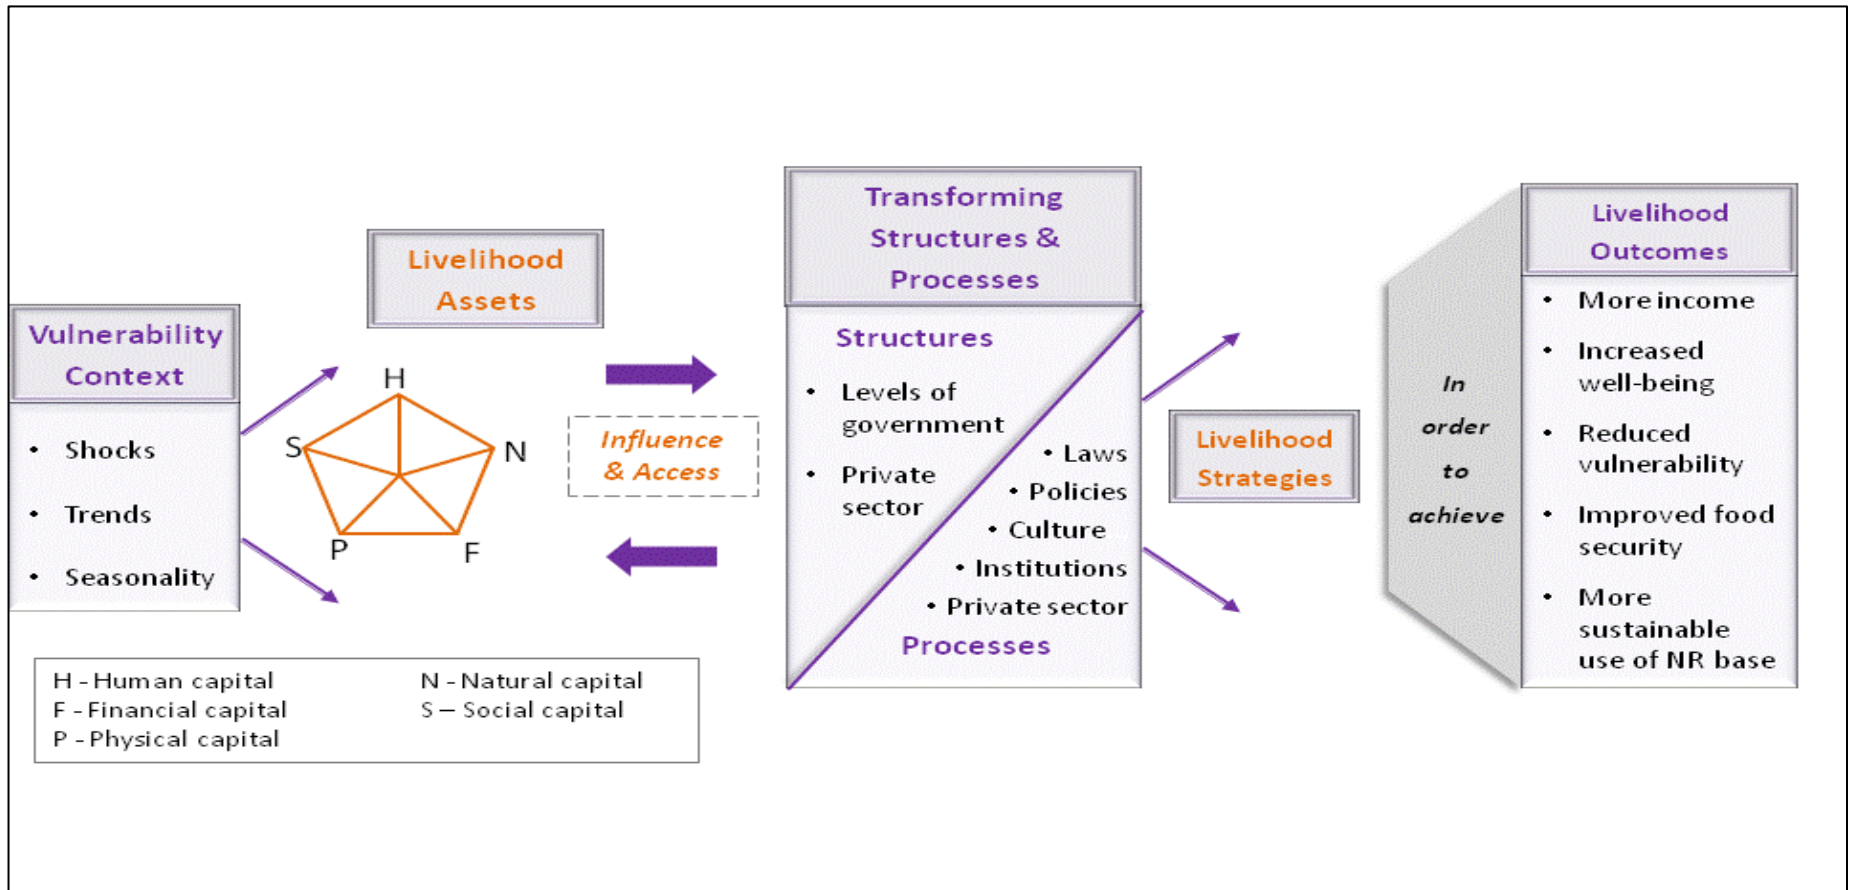 Vulnerability
Context
• Shocks
• Trends
• Seasonality
Livelihood
Assets
H
S
N
P
F
Influence
& Access
Transforming
Structures &
Processes
Structures
• Levels of
government
• Private
sector
• Laws
• Policies
• Culture
• Institutions
• Private sector
Processes
Livelihood
Strategies
In
order
to
achieve
Livelihood
Outcomes
• More income
• Increased
well-being
• Reduced
vulnerability
• Improved food
security
• More
sustainable
use of NR base
H - Human capital
F - Financial capital
P - Physical capital
N - Natural capital
S – Social capital